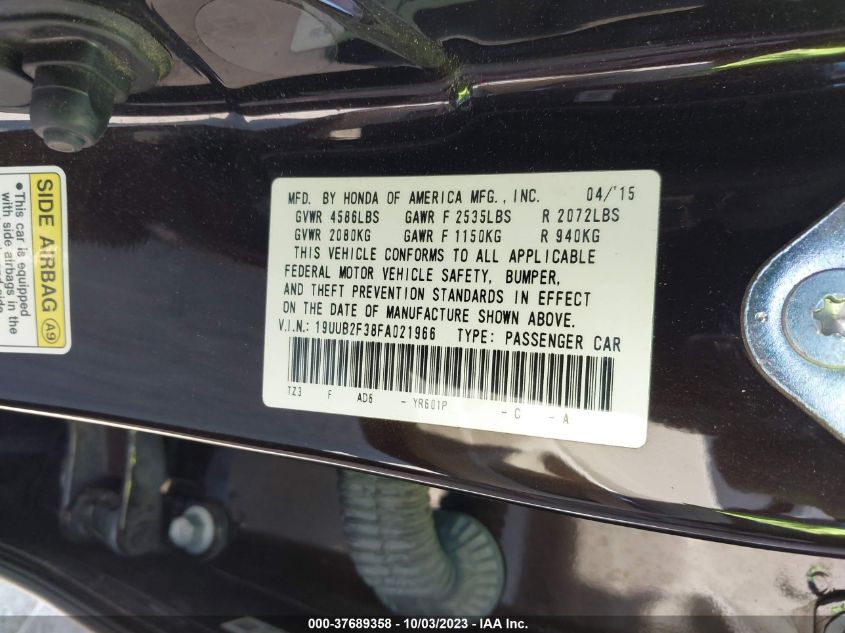 MFD. BY HONDA OF AMERICA MFG., INC. 04/'15
GVWR 4586LBS GAWR F 2535LBS R 2072LBS
GVWR 2080KG GAWR F 1150KG R 940KG
THIS VEHICLE CONFORMS TO ALL APPLICABLE
FEDERAL MOTOR VEHICLE SAFETY, BUMPER,
AND THEFT PREVENTION STANDARDS IN EFFECT
ON THE DATE OF MANUFACTURE SHOWN ABOVE.
V.I.N.: 19UUB2F38FA021966 TYPE: PASSENGER CAR
TZ3 F AD6 - YR601P - C - A
SIDE AIRBAG A9
•This car is equipped
with side airbags in the
000-37689358 - 10/03/2023 - IAA Inc.